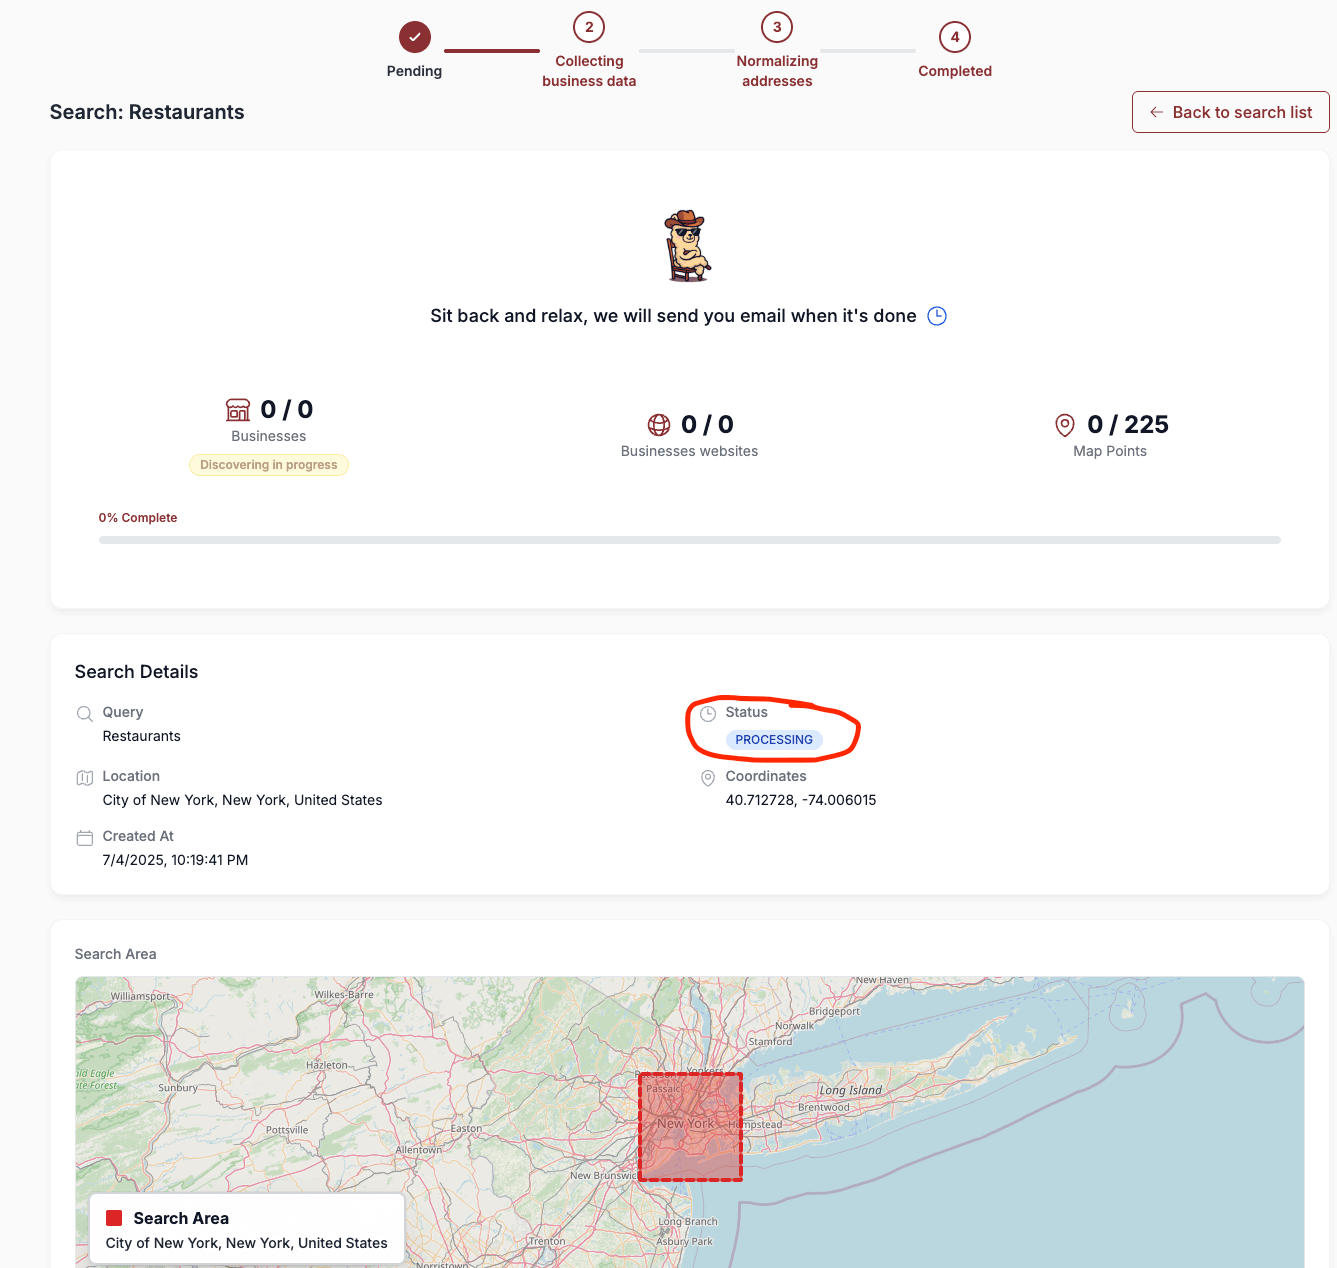 2
3
4
Pending
Collecting
business data
Normalizing
addresses
Completed
Search: Restaurants
← Back to search list
Sit back and relax, we will send you email when it's done
0 / 0
Businesses
Discovering in progress
0 / 0
Businesses websites
0 / 225
Map Points
0% Complete
Search Details
Query
Restaurants
Status
PROCESSING
Location
City of New York, New York, United States
Coordinates
40.712728, -74.006015
Created At
7/4/2025, 10:19:41 PM
Search Area
New Haven
Williamsport
Wilkes-Barre
Bridgeport
Norwalk
Stamford
Hazleton
Yonkers
ald Eagle
te Forest
Sunbury
Passaic
Long Island
Brentwood
New York
Hempstead
Pottsville
Easton
Allentown
New Brunswic
Long Branch
Asbury Park
Trenton
Norristown
Search Area
City of New York, New York, United States